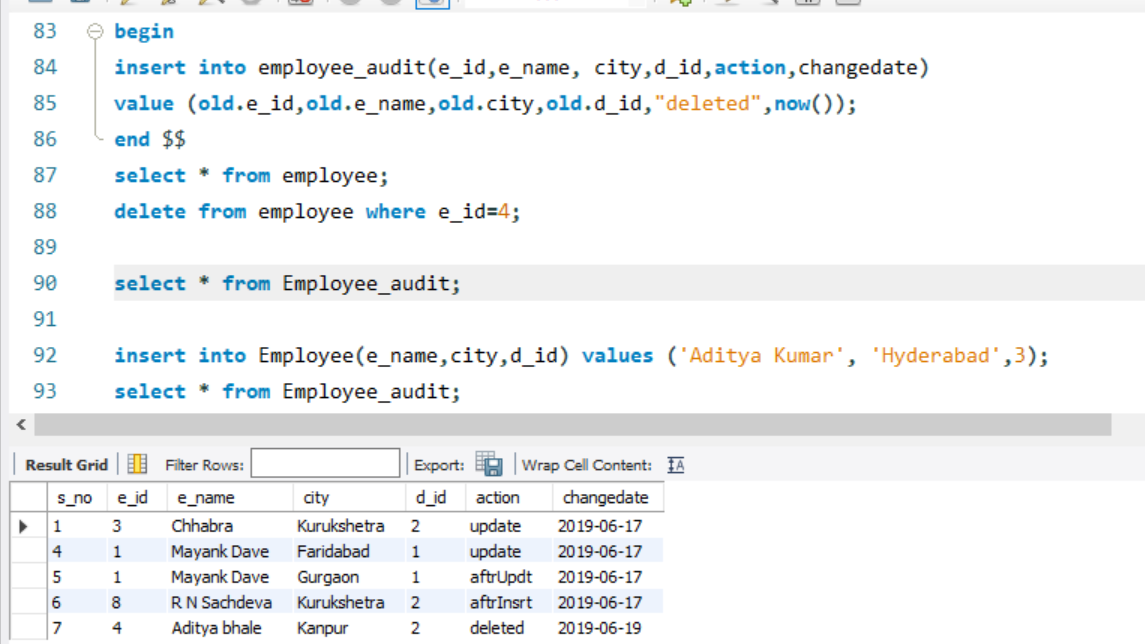 83 begin
84 insert into employee_audit(e_id,e_name, city,d_id,action,changedate)
85 value (old.e_id,old.e_name,old.city,old.d_id,"deleted",now());
86 end $$
87 select * from employee;
88 delete from employee where e_id=4;
89
90 select * from Employee_audit;
91
92 insert into Employee(e_name,city,d_id) values ('Aditya Kumar', 'Hyderabad',3);
93 select * from Employee_audit;
Result Grid Filter Rows: Export: Wrap Cell Content: IA
s_no e_id e_name city d_id action changedate
1 3 Chhabra Kurukshetra 2 update 2019-06-17
4 1 Mayank Dave Faridabad 1 update 2019-06-17
5 1 Mayank Dave Gurgaon 1 aftrUpdt 2019-06-17
6 8 R N Sachdeva Kurukshetra 2 aftrInsrt 2019-06-17
7 4 Aditya bhale Kanpur 2 deleted 2019-06-19